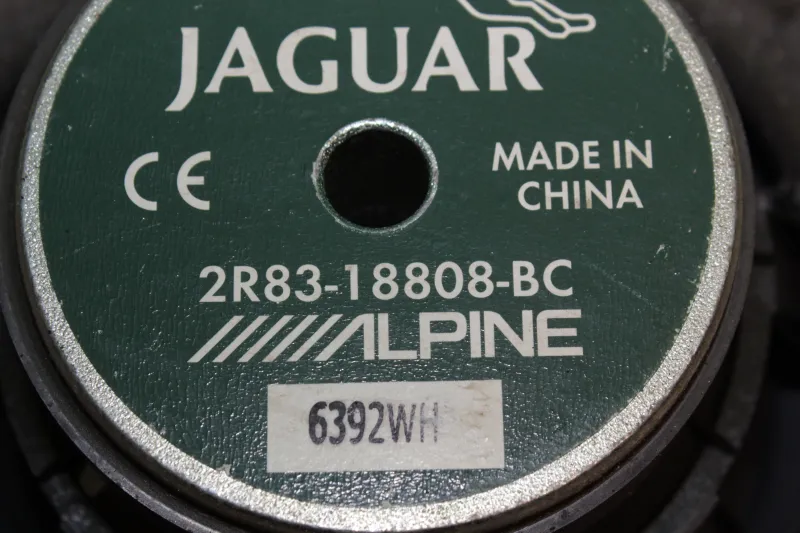 JAGUAR
CE
MADE IN
CHINA
2R83-18808-BC
ALPINE
6392WH